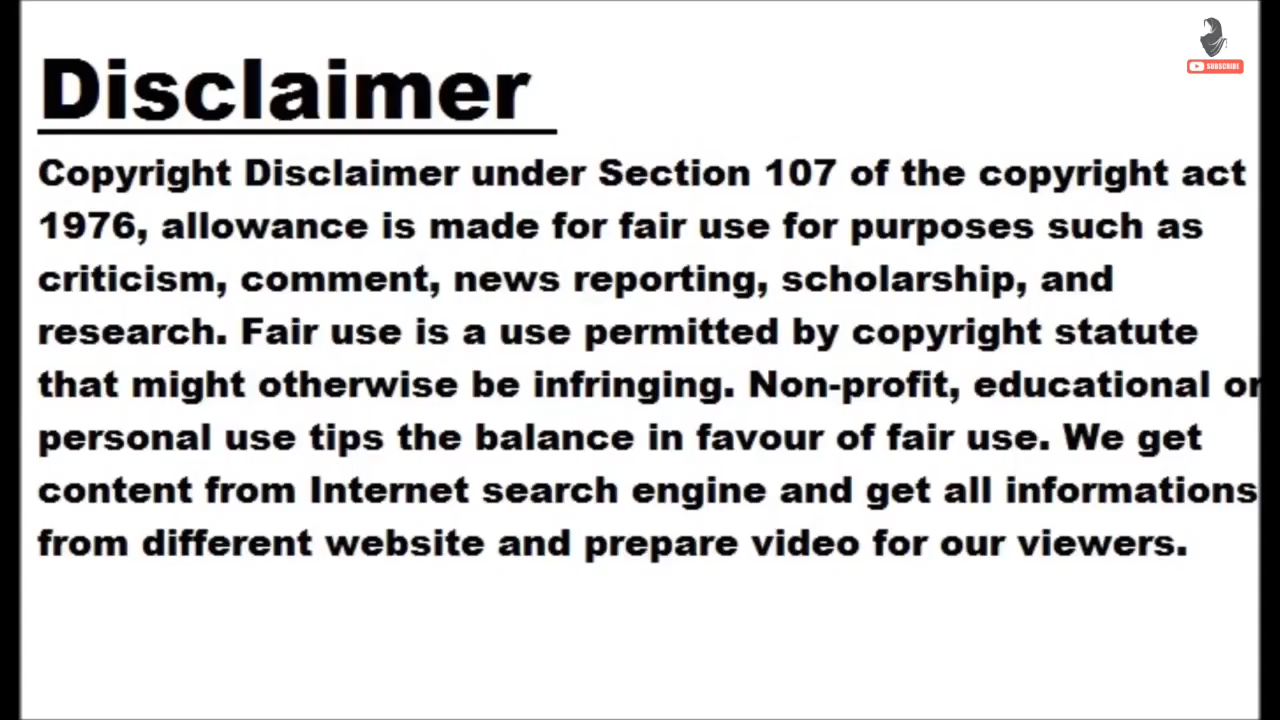 SUBSCRIBE
Disclaimer
Copyright Disclaimer under Section 107 of the copyright act
1976, allowance is made for fair use for purposes such as
criticism, comment, news reporting, scholarship, and
research. Fair use is a use permitted by copyright statute
that might otherwise be infringing. Non-profit, educational or
personal use tips the balance in favour of fair use. We get
content from Internet search engine and get all informations
from different website and prepare video for our viewers.